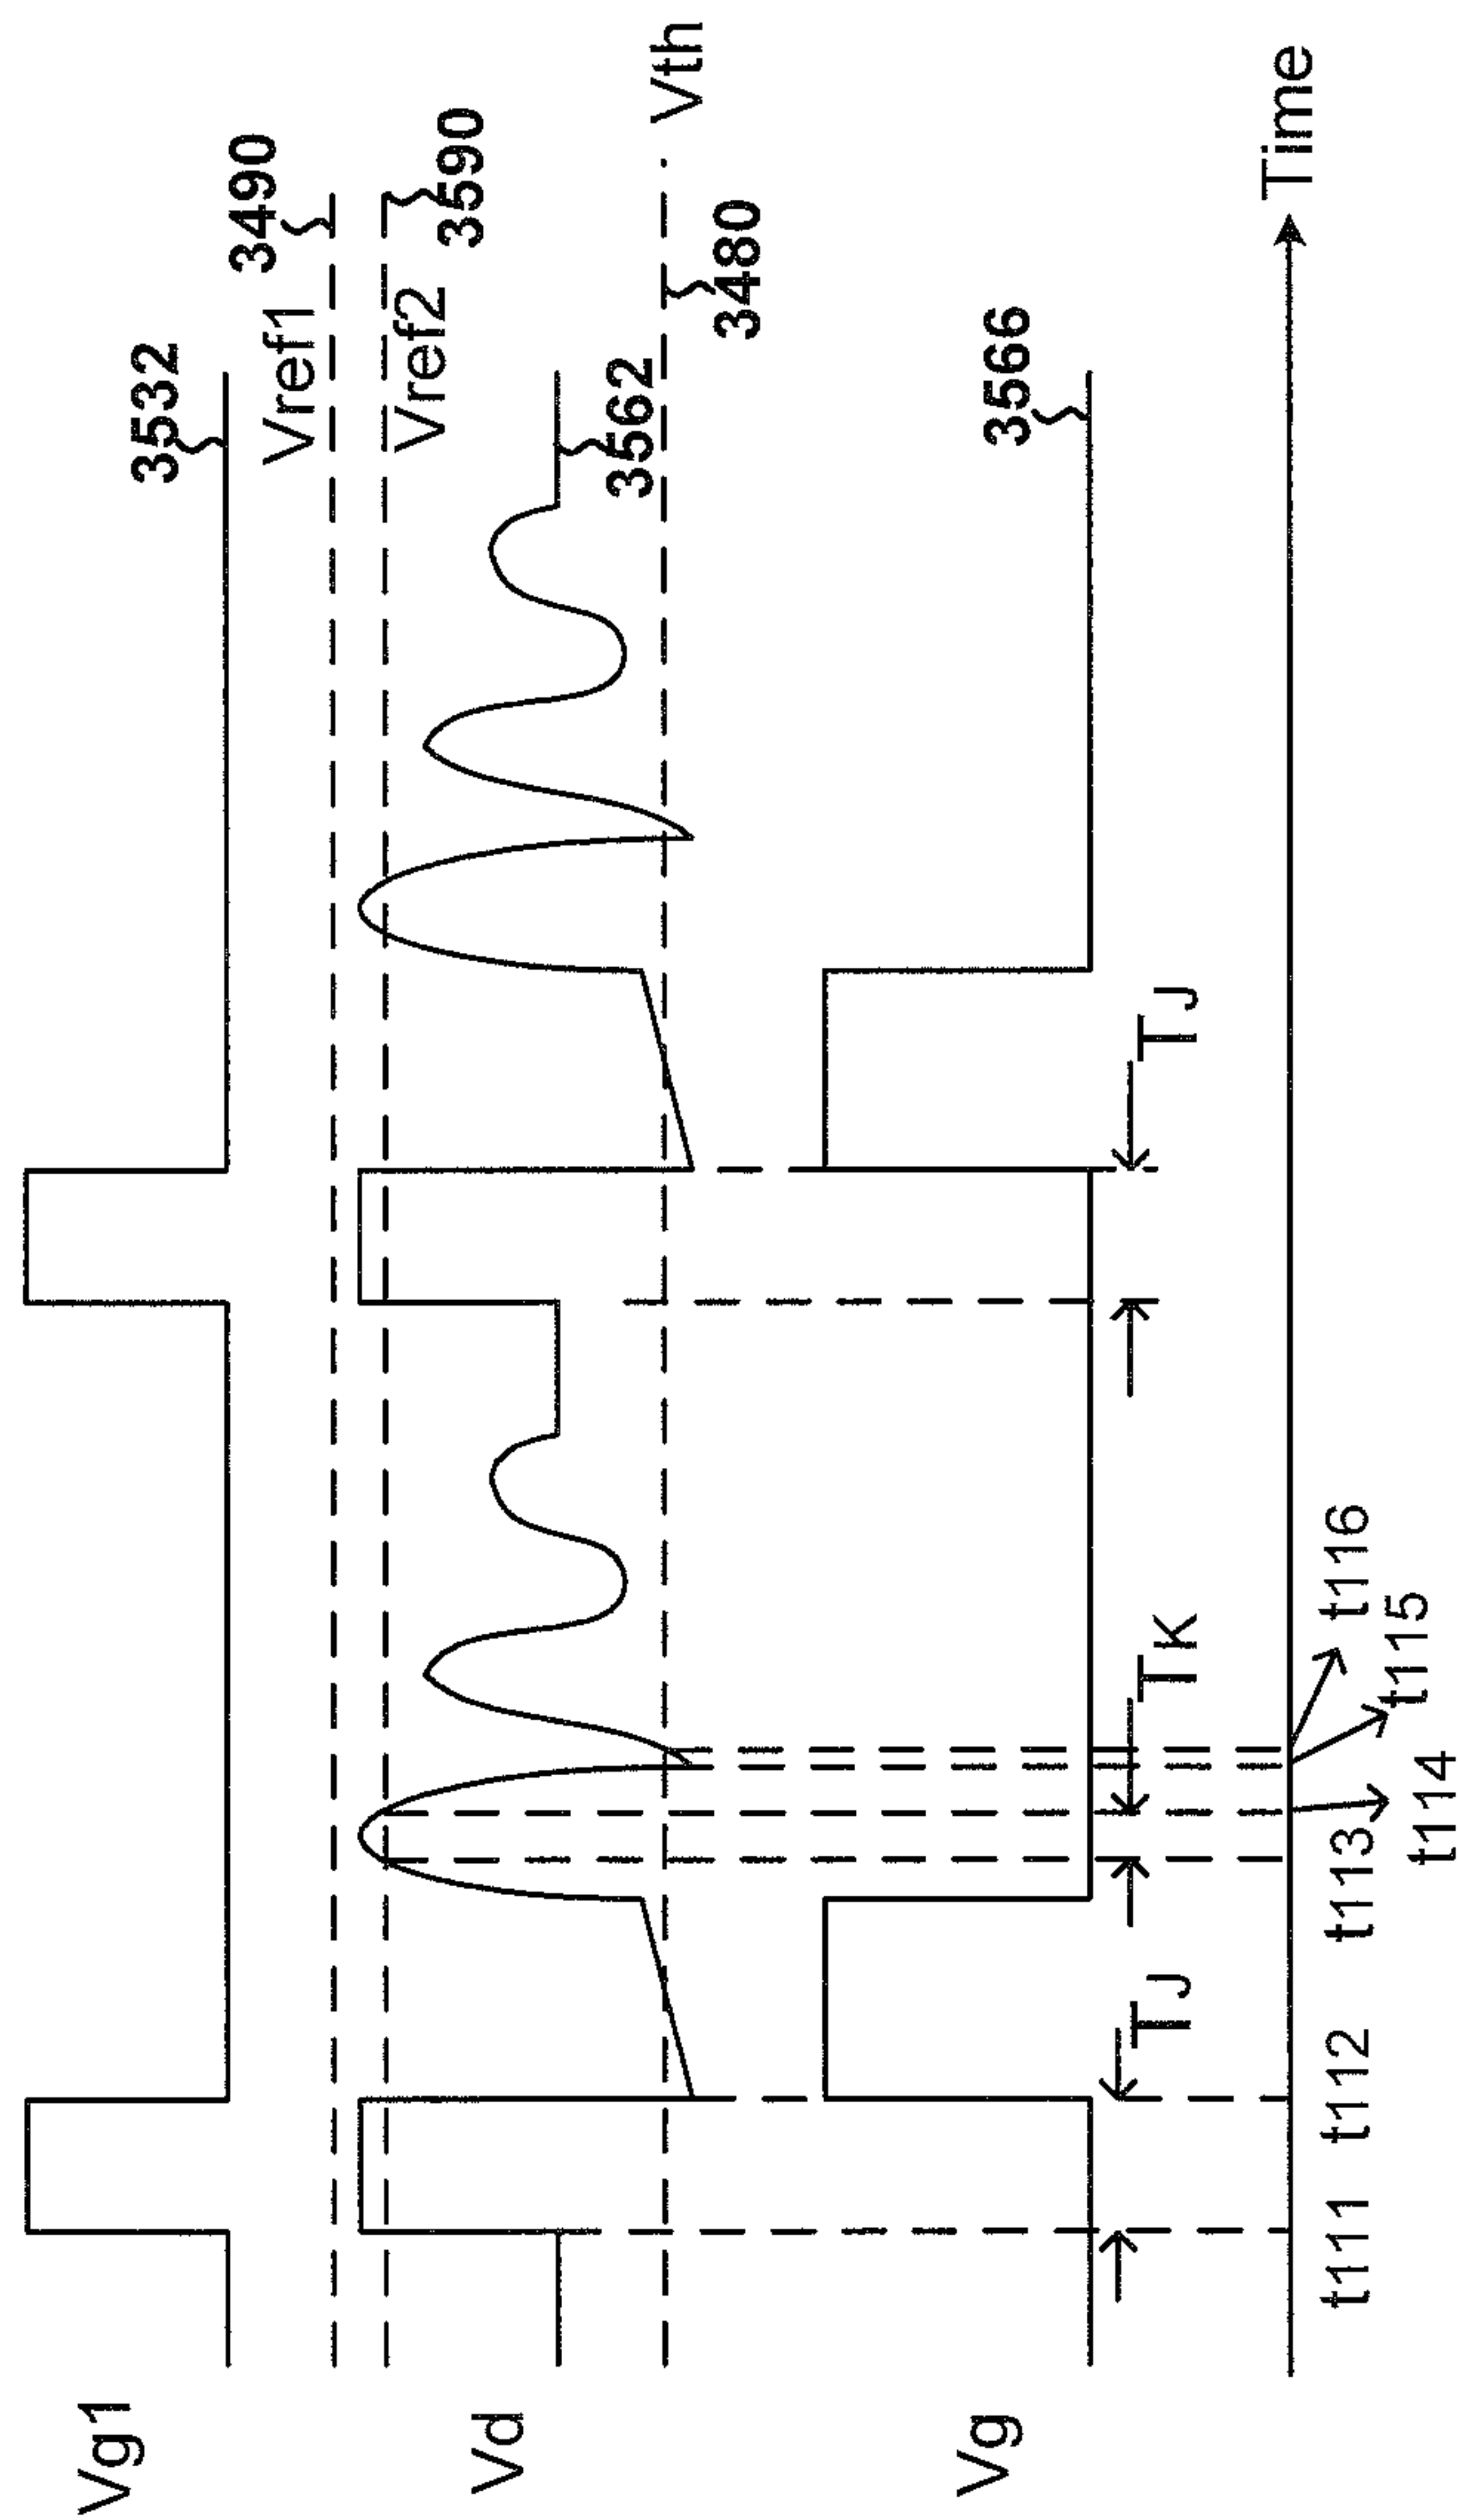 Vg1
3532
Vref1
3490
Vref2
3590
Vd
3562
Vth
3480
Vg
3566
TJ
TK
TJ
Time
t111
t112
t113
t114
t115
t116